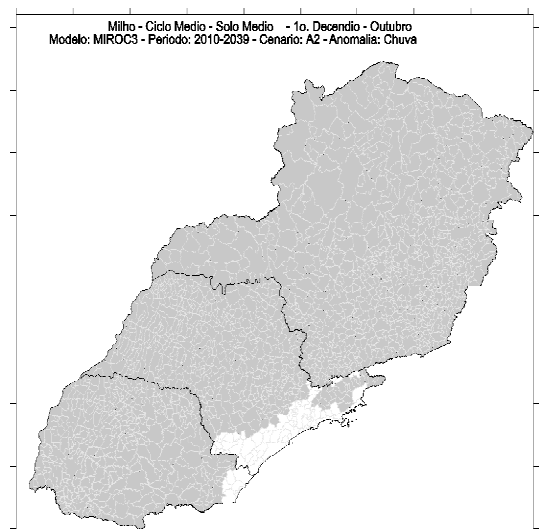 Milho - Ciclo Medio - Solo Medio - 1o. Decendio - Outubro
Modelo: MIROC3 - Periodo: 2010-2039 - Cenario: A2 - Anomalia: Chuva